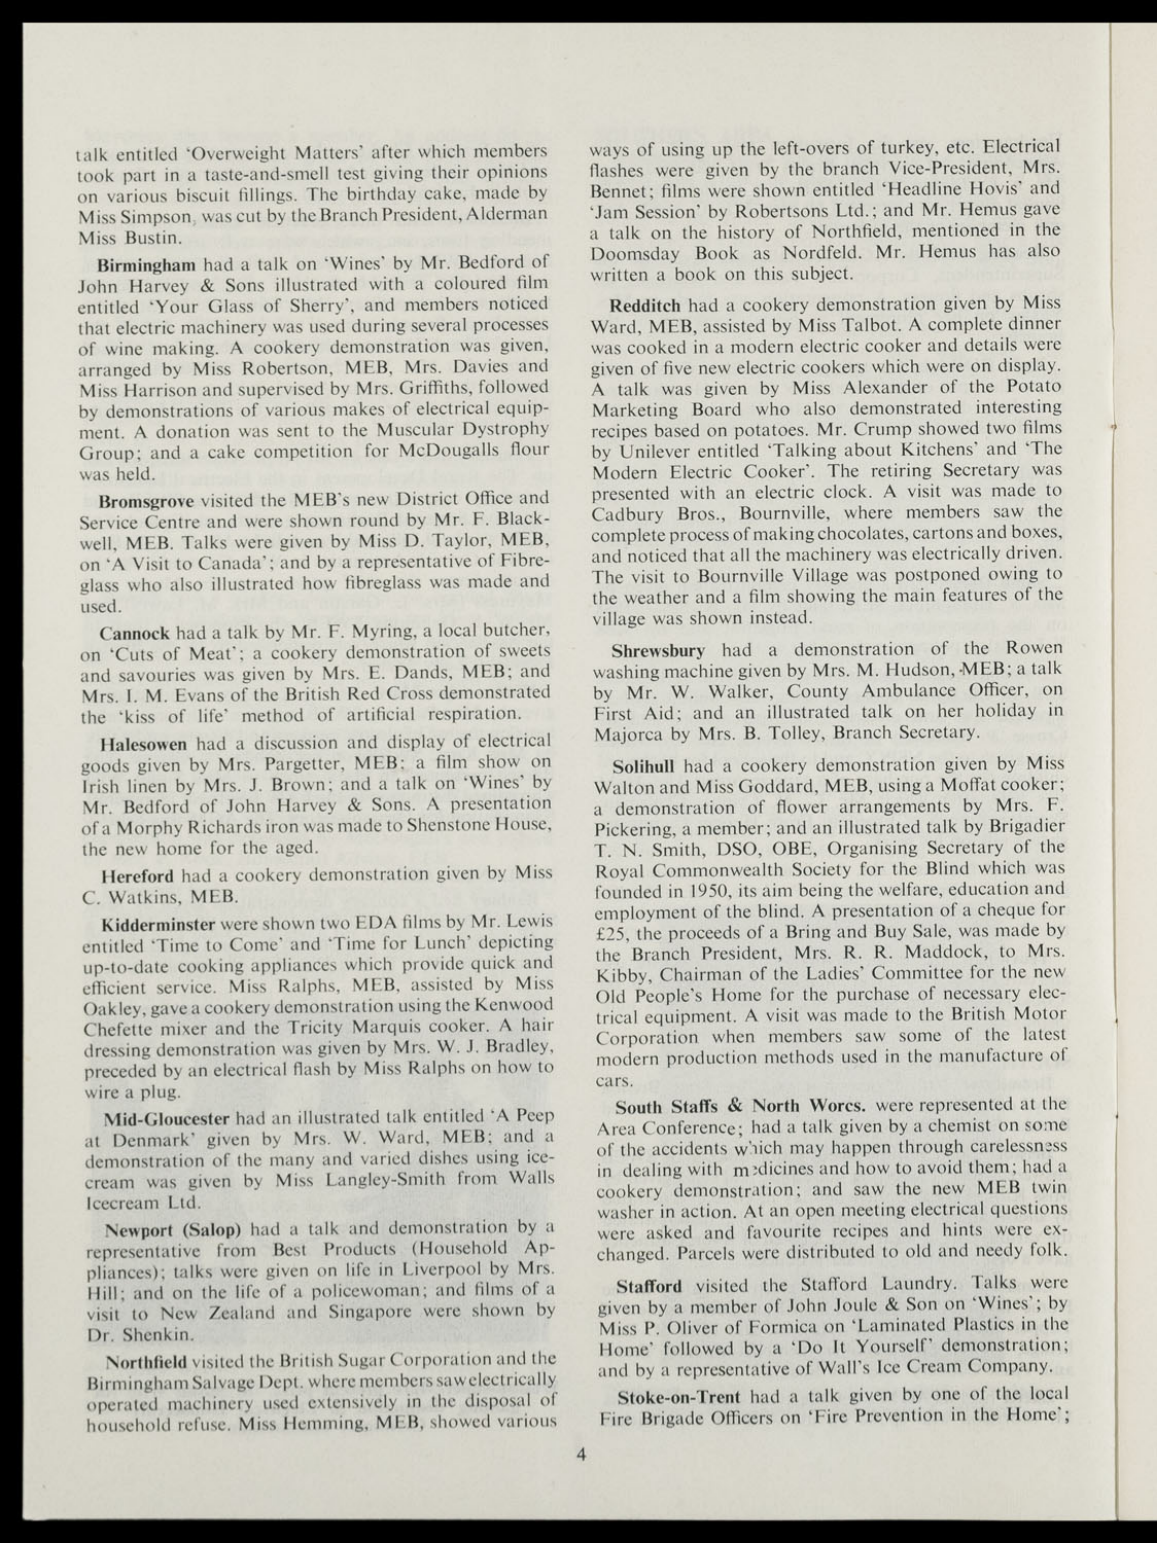 talk entitled ‘Overweight Matters’ after which members
took part in a taste-and-smell test giving their opinions
on various biscuit fillings. The birthday cake, made by
Miss Simpson, was cut by the Branch President, Alderman
Miss Bustin.
Birmingham had a talk on ‘Wines’ by Mr. Bedford of
John Harvey & Sons illustrated with a coloured film
entitled ‘Your Glass of Sherry’, and members noticed
that electric machinery was used during several processes
of wine making. A cookery demonstration was given,
arranged by Miss Robertson, MEB, Mrs. Davies and
Miss Harrison and supervised by Mrs. Griffiths, followed
by demonstrations of various makes of electrical equip-
ment. A donation was sent to the Muscular Dystrophy
Group; and a cake competition for McDougalls flour
was held.
Bromsgrove visited the MEB’s new District Office and
Service Centre and were shown round by Mr. F. Black-
well, MEB. Talks were given by Miss D. Taylor, MEB,
on ‘A Visit to Canada’; and by a representative of Fibre-
glass who also illustrated how fibreglass was made and
used.
Cannock had a talk by Mr. F. Myring, a local butcher,
on ‘Cuts of Meat’; a cookery demonstration of sweets
and savouries was given by Mrs. E. Dands, MEB; and
Mrs. I. M. Evans of the British Red Cross demonstrated
the ‘kiss of life’ method of artificial respiration.
Halesowen had a discussion and display of electrical
goods given by Mrs. Pargetter, MEB; a film show on
Irish linen by Mrs. J. Brown; and a talk on ‘Wines’ by
Mr. Bedford of John Harvey & Sons. A presentation
of a Morphy Richards iron was made to Shenstone House,
the new home for the aged.
Hereford had a cookery demonstration given by Miss
C. Watkins, MEB.
Kidderminster were shown two EDA films by Mr. Lewis
entitled ‘Time to Come’ and ‘Time for Lunch’ depicting
up-to-date cooking appliances which provide quick and
efficient service. Miss Ralphs, MEB, assisted by Miss
Oakley, gave a cookery demonstration using the Kenwood
Chefette mixer and the Tricity Marquis cooker. A hair
dressing demonstration was given by Mrs. W. J. Bradley,
preceded by an electrical flash by Miss Ralphs on how to
wire a plug.
Mid-Gloucester had an illustrated talk entitled ‘A Peep
at Denmark’ given by Mrs. W. Ward, MEB; and a
demonstration of the many and varied dishes using ice-
cream was given by Miss Langley-Smith from Walls
Icecream Ltd.
Newport (Salop) had a talk and demonstration by a
representative from Best Products (Household Ap-
pliances); talks were given on life in Liverpool by Mrs.
Hill; and on the life of a policewoman; and films of a
visit to New Zealand and Singapore were shown by
Dr. Shenkin.
Northfield visited the British Sugar Corporation and the
Birmingham Salvage Dept. where members saw electrically
operated machinery used extensively in the disposal of
household refuse. Miss Hemming, MEB, showed various
ways of using up the left-overs of turkey, etc. Electrical
flashes were given by the branch Vice-President, Mrs.
Bennet; films were shown entitled ‘Headline Hovis’ and
‘Jam Session’ by Robertsons Ltd.; and Mr. Hemus gave
a talk on the history of Northfield, mentioned in the
Doomsday Book as Nordfeld. Mr. Hemus has also
written a book on this subject.
Redditch had a cookery demonstration given by Miss
Ward, MEB, assisted by Miss Talbot. A complete dinner
was cooked in a modern electric cooker and details were
given of five new electric cookers which were on display.
A talk was given by Miss Alexander of the Potato
Marketing Board who also demonstrated interesting
recipes based on potatoes. Mr. Crump showed two films
by Unilever entitled ‘Talking about Kitchens’ and ‘The
Modern Electric Cooker’. The retiring Secretary was
presented with an electric clock. A visit was made to
Cadbury Bros., Bournville, where members saw the
complete process of making chocolates, cartons and boxes,
and noticed that all the machinery was electrically driven.
The visit to Bournville Village was postponed owing to
the weather and a film showing the main features of the
village was shown instead.
Shrewsbury had a demonstration of the Rowen
washing machine given by Mrs. M. Hudson, MEB; a talk
by Mr. W. Walker, County Ambulance Officer, on
First Aid; and an illustrated talk on her holiday in
Majorca by Mrs. B. Tolley, Branch Secretary.
Solihull had a cookery demonstration given by Miss
Walton and Miss Goddard, MEB, using a Moffat cooker;
a demonstration of flower arrangements by Mrs. F.
Pickering, a member; and an illustrated talk by Brigadier
T. N. Smith, DSO, OBE, Organising Secretary of the
Royal Commonwealth Society for the Blind which was
founded in 1950, its aim being the welfare, education and
employment of the blind. A presentation of a cheque for
£25, the proceeds of a Bring and Buy Sale, was made by
the Branch President, Mrs. R. R. Maddock, to Mrs.
Kibby, Chairman of the Ladies’ Committee for the new
Old People’s Home for the purchase of necessary elec-
trical equipment. A visit was made to the British Motor
Corporation when members saw some of the latest
modern production methods used in the manufacture of
cars.
South Staffs & North Worcs. were represented at the
Area Conference; had a talk given by a chemist on some
of the accidents which may happen through carelessness
in dealing with medicines and how to avoid them; had a
cookery demonstration; and saw the new MEB twin
washer in action. At an open meeting electrical questions
were asked and favourite recipes and hints were ex-
changed. Parcels were distributed to old and needy folk.
Stafford visited the Stafford Laundry. Talks were
given by a member of John Joule & Son on ‘Wines’; by
Miss P. Oliver of Formica on ‘Laminated Plastics in the
Home’ followed by a ‘Do It Yourself’ demonstration;
and by a representative of Wall’s Ice Cream Company.
Stoke-on-Trent had a talk given by one of the local
Fire Brigade Officers on ‘Fire Prevention in the Home’;
4